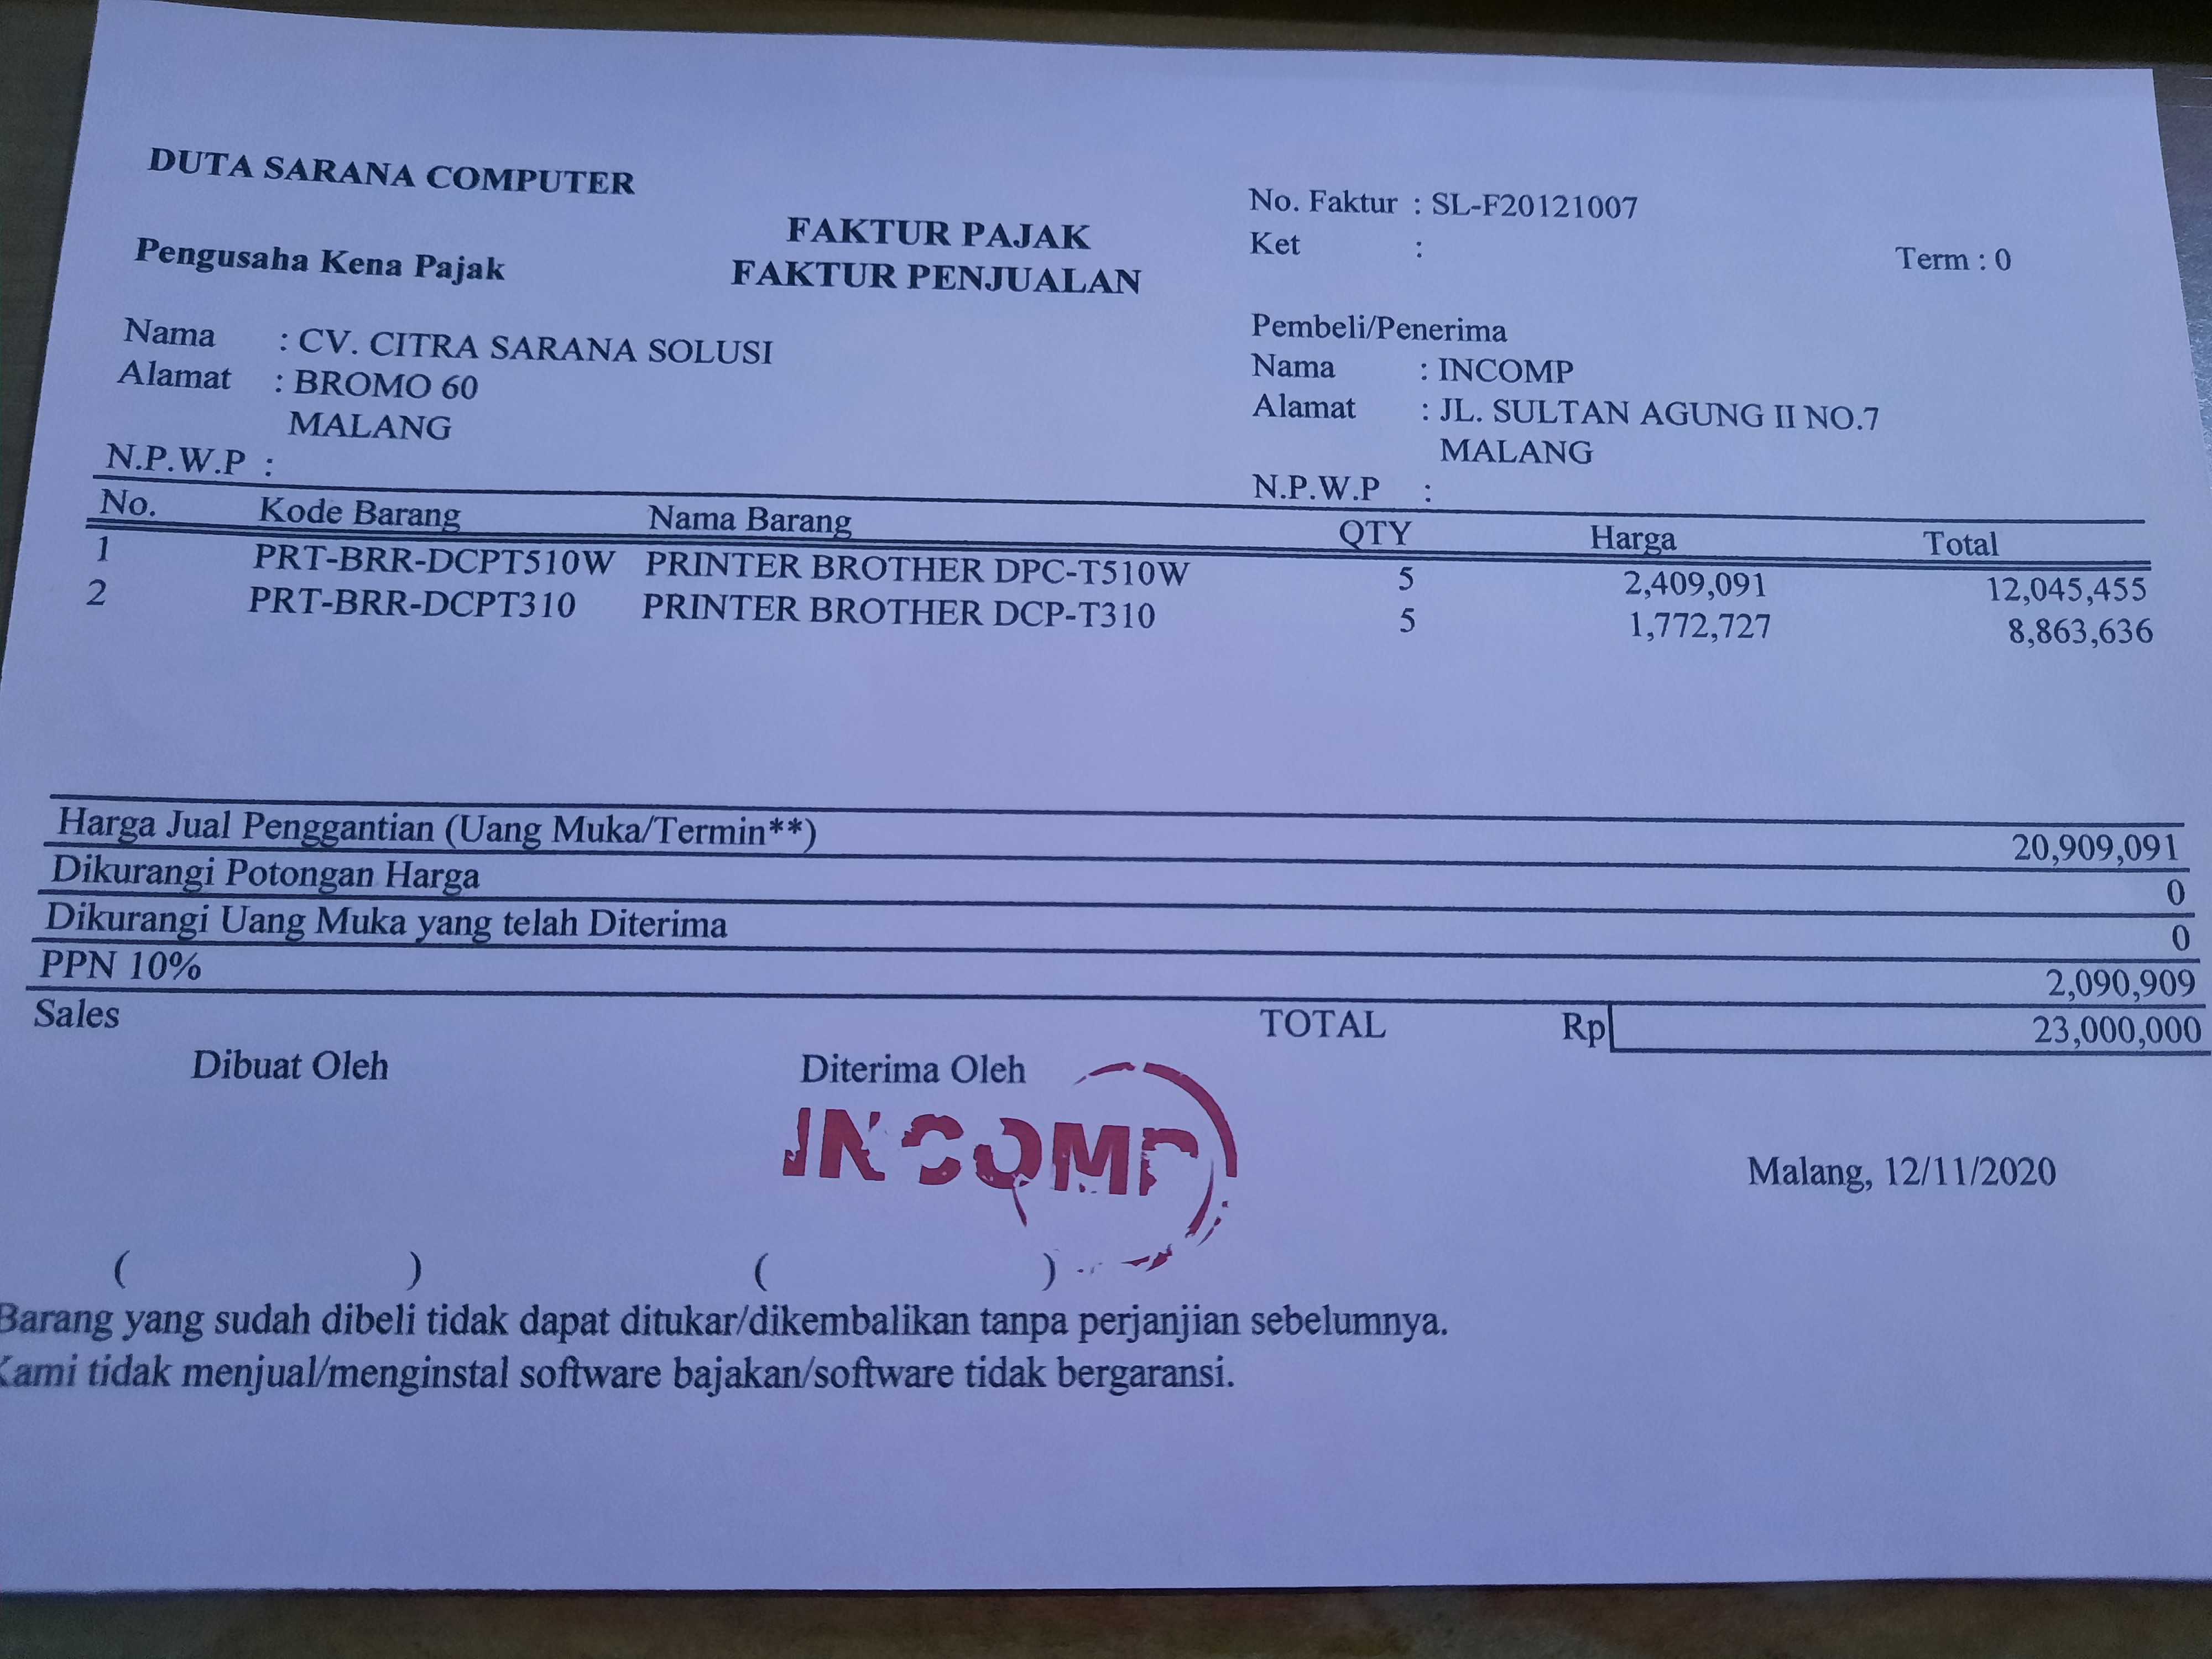 DUTA SARANA COMPUTER
FAKTUR PAJAK
FAKTUR PENJUALAN
No. Faktur : SL-F20121007
Ket :
Term : 0
Pengusaha Kena Pajak
Nama : CV. CITRA SARANA SOLUSI
Alamat : BROMO 60
MALANG
N.P.W.P :
Pembeli/Penerima
Nama : INCOMP
Alamat : JL. SULTAN AGUNG II NO.7
MALANG
N.P.W.P :
No. Kode Barang Nama Barang QTY Harga Total
1 PRT-BRR-DCPT510W PRINTER BROTHER DPC-T510W 5 2,409,091 12,045,455
2 PRT-BRR-DCPT310 PRINTER BROTHER DCP-T310 5 1,772,727 8,863,636
Harga Jual Penggantian (Uang Muka/Termin**) 20,909,091
Dikurangi Potongan Harga 0
Dikurangi Uang Muka yang telah Diterima 0
PPN 10% 2,090,909
Sales TOTAL Rp 23,000,000
Dibuat Oleh Diterima Oleh
INCOMP
Malang, 12/11/2020
( ) ( )
Barang yang sudah dibeli tidak dapat ditukar/dikembalikan tanpa perjanjian sebelumnya.
Kami tidak menjual/menginstal software bajakan/software tidak bergaransi.